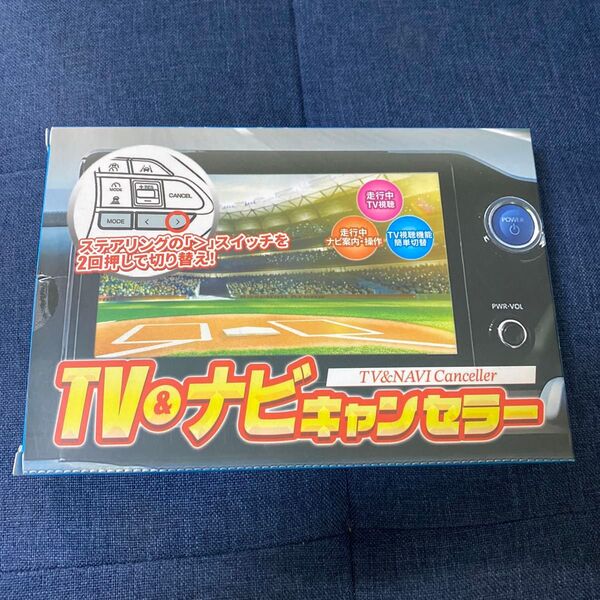 CANCEL
MODE
MODE
<
>
ステアリングの「>」スイッチを
2回押しで切り替え!
走行中
TV視聴
走行中
ナビ案内・操作
TV視聴機能
簡単切替
POWER
PWR・VOL
TV&NAVI Canceller
TV&ナビキャンセラー